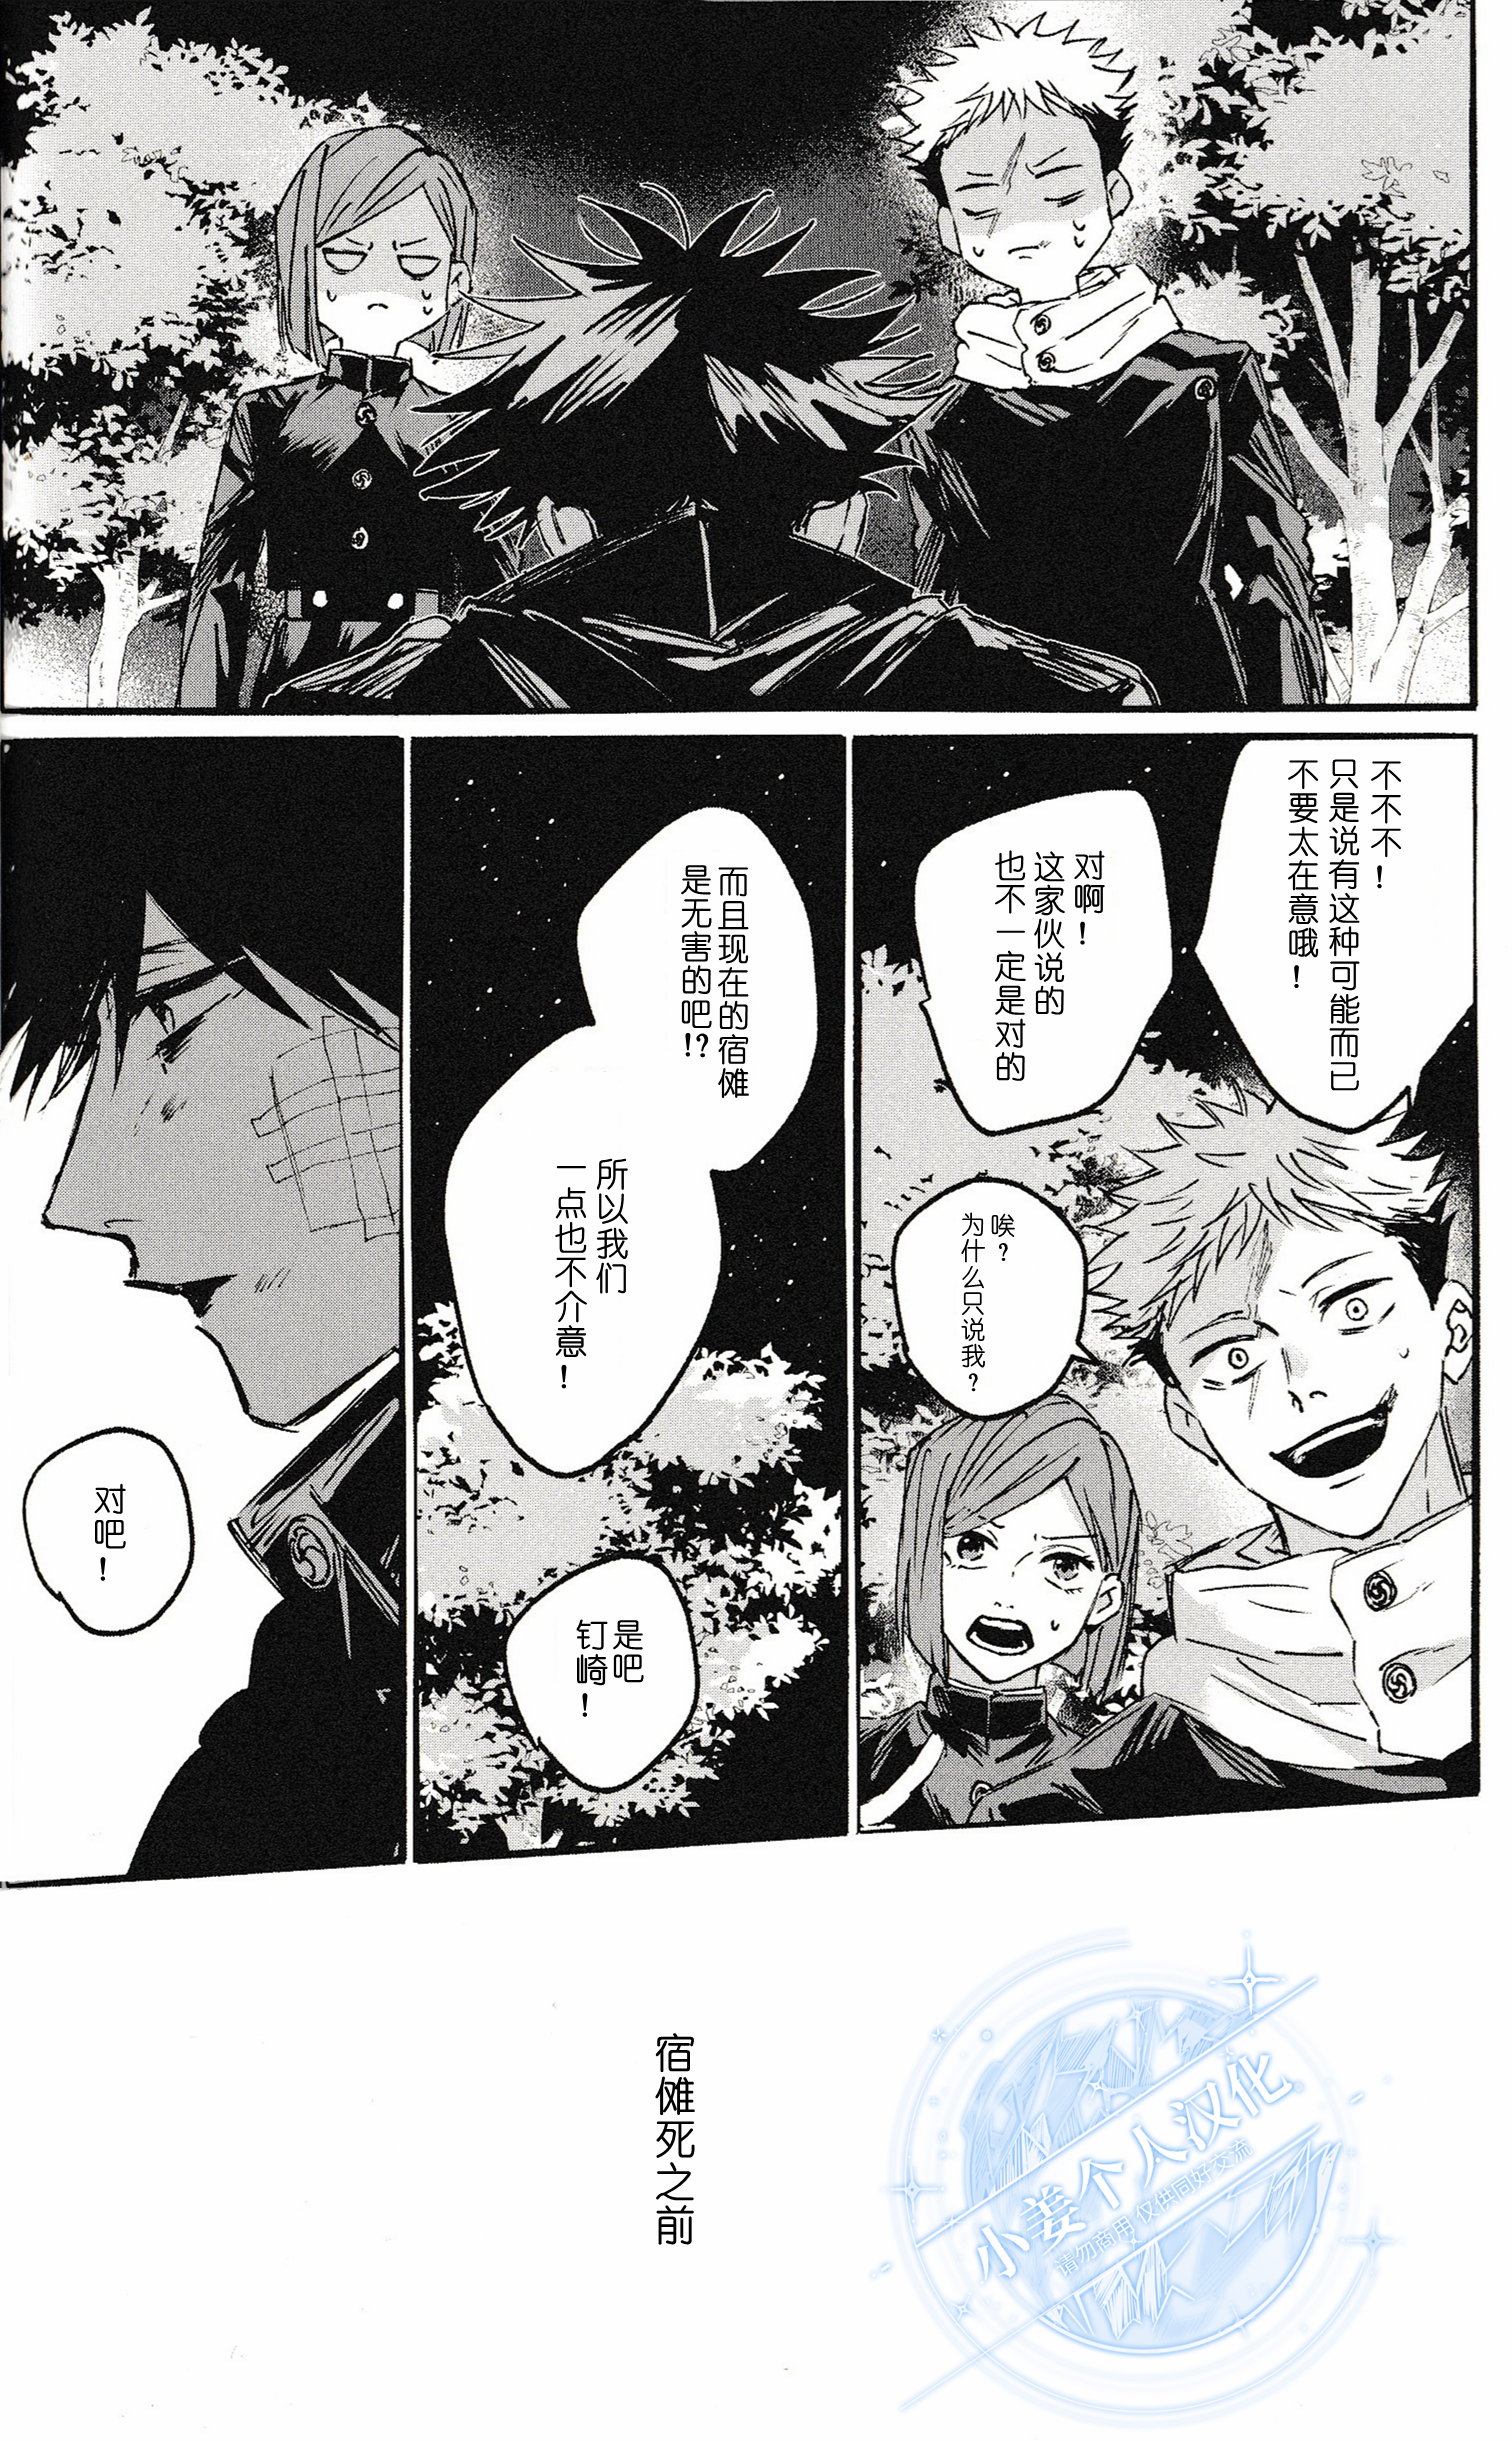 不不不！
只是说有这种可能而已
不要太在意哦！
对啊！
这家伙说的
也不一定是对的
唉？
为什么只说我？
而且现在的宿傩
是无害的吧!?
所以我们
一点也不介意！
是吧
钉崎！
对吧！
宿傩死之前
小姜个人汉化
请勿商用 仅供同好交流